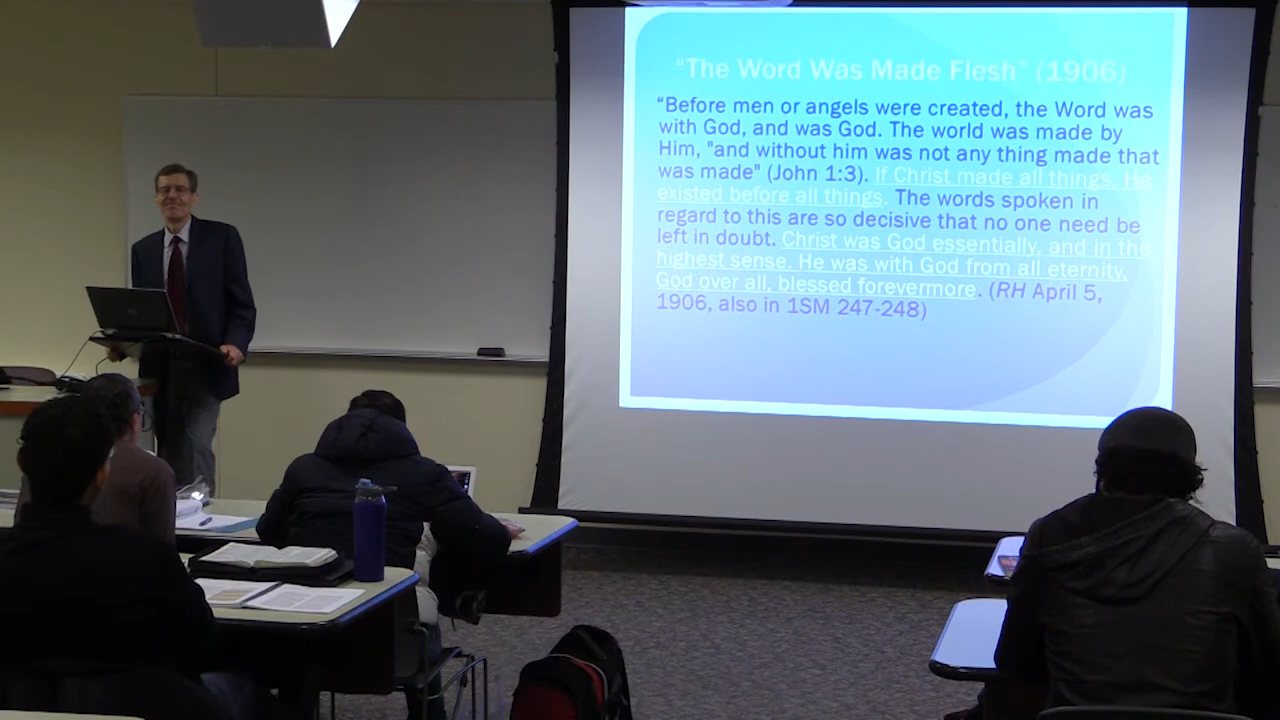 “The Word Was Made Flesh” (1906)
“Before men or angels were created, the Word was
with God, and was God. The world was made by
Him, "and without him was not any thing made that
was made" (John 1:3). If Christ made all things, He
existed before all things. The words spoken in
regard to this are so decisive that no one need be
left in doubt. Christ was God essentially, and in the
highest sense. He was with God from all eternity,
God over all, blessed forevermore. (RH April 5,
1906, also in 1SM 247-248)